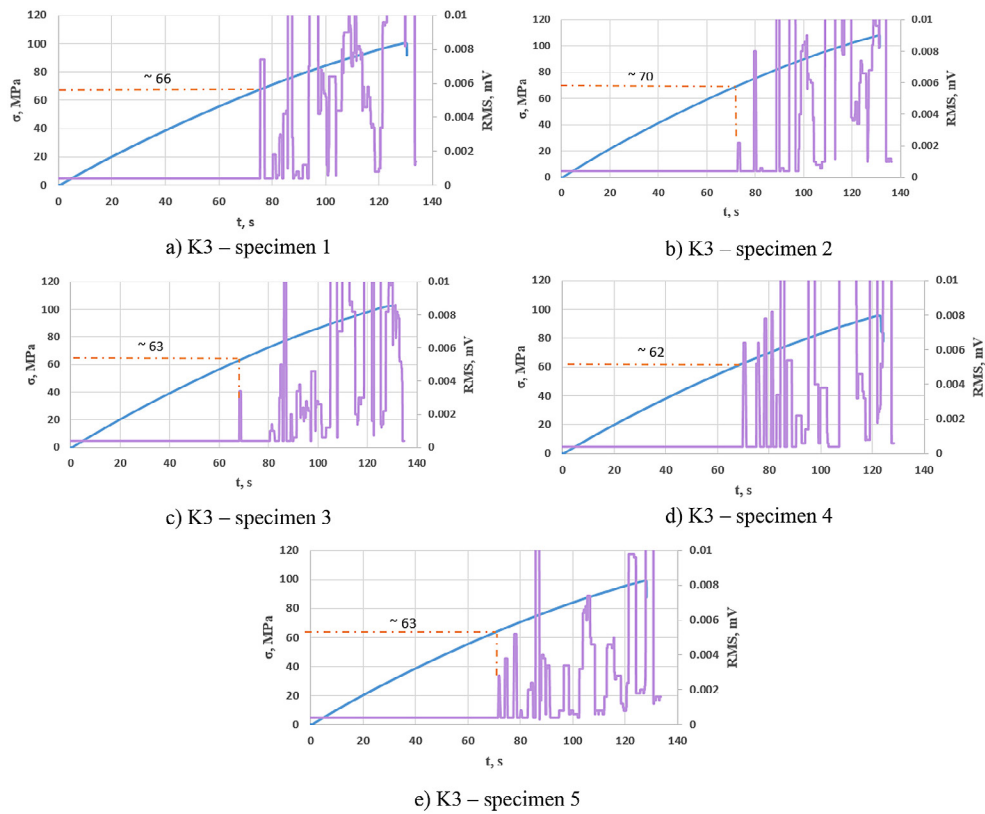 120 0.01
100 0.008
80 ~ 66
σ, MPa 60 0.006 RMS, mV
40 0.004
20 0.002
0 0
0 20 40 60 80 100 120 140
t, s
a) K3 – specimen 1
120 0.01
100 0.008
80 ~ 70
σ, MPa 60 0.006 RMS, mV
40 0.004
20 0.002
0 0
0 20 40 60 80 100 120 140
t, s
b) K3 – specimen 2
120 0.01
100 0.008
80 ~ 63
σ, MPa 60 0.006 RMS, mV
40 0.004
20 0.002
0 0
0 20 40 60 80 100 120 140
t, s
c) K3 – specimen 3
120 0.01
100 0.008
80 ~ 62
σ, MPa 60 0.006 RMS, mV
40 0.004
20 0.002
0 0
0 20 40 60 80 100 120 140
t, s
d) K3 – specimen 4
120 0.01
100 0.008
80 ~ 63
σ, MPa 60 0.006 RMS, mV
40 0.004
20 0.002
0 0
0 20 40 60 80 100 120 140
t, s
e) K3 – specimen 5